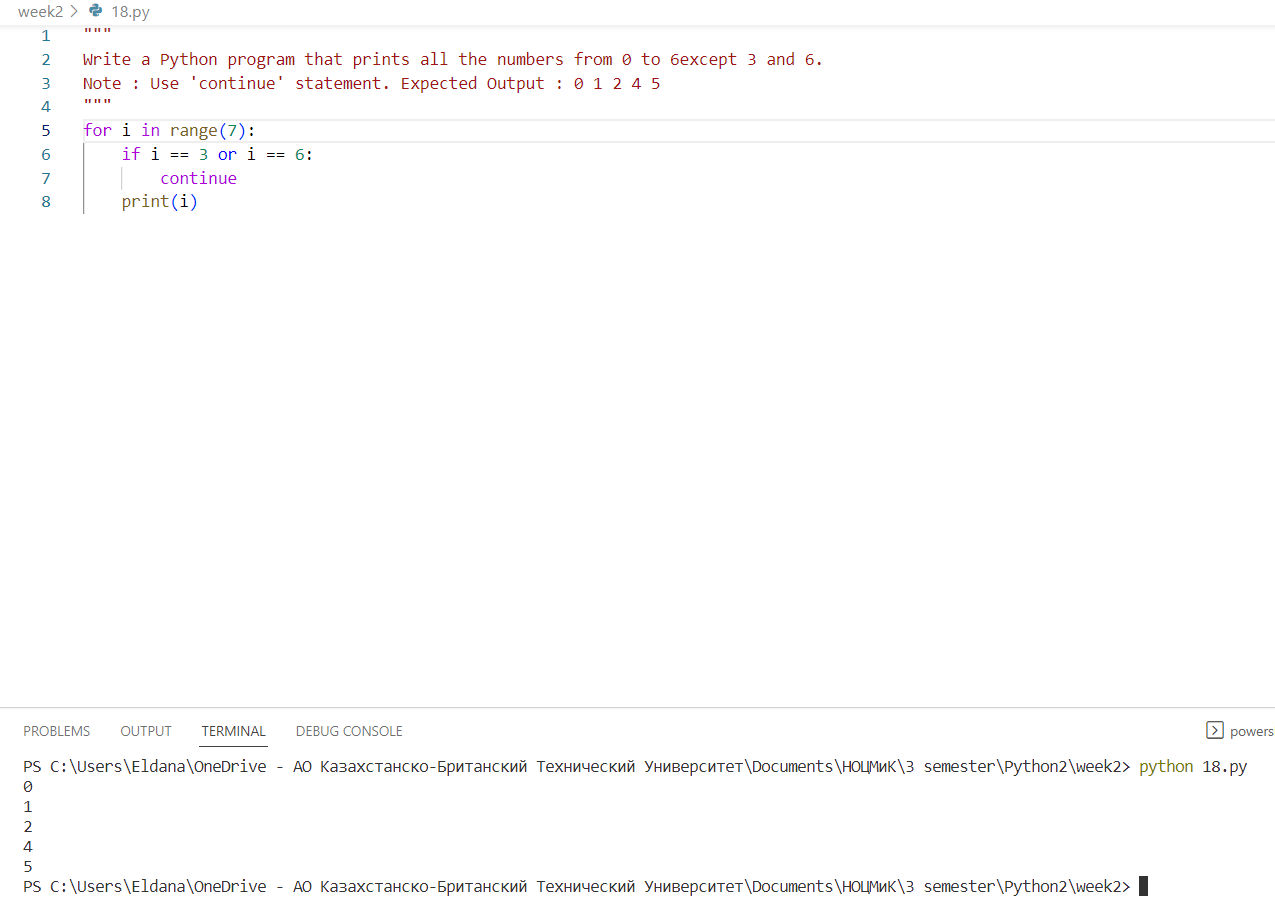 week2 > 18.py
1 """
2 Write a Python program that prints all the numbers from 0 to 6except 3 and 6.
3 Note : Use 'continue' statement. Expected Output : 0 1 2 4 5
4 """
5 for i in range(7):
6     if i == 3 or i == 6:
7         continue
8     print(i)
PROBLEMS OUTPUT TERMINAL DEBUG CONSOLE powers
PS C:\Users\Eldana\OneDrive - АО Казахстанско-Британский Технический Университет\Documents\НОЦМиК\3 semester\Python2\week2> python 18.py
0
1
2
4
5
PS C:\Users\Eldana\OneDrive - АО Казахстанско-Британский Технический Университет\Documents\НОЦМиК\3 semester\Python2\week2>